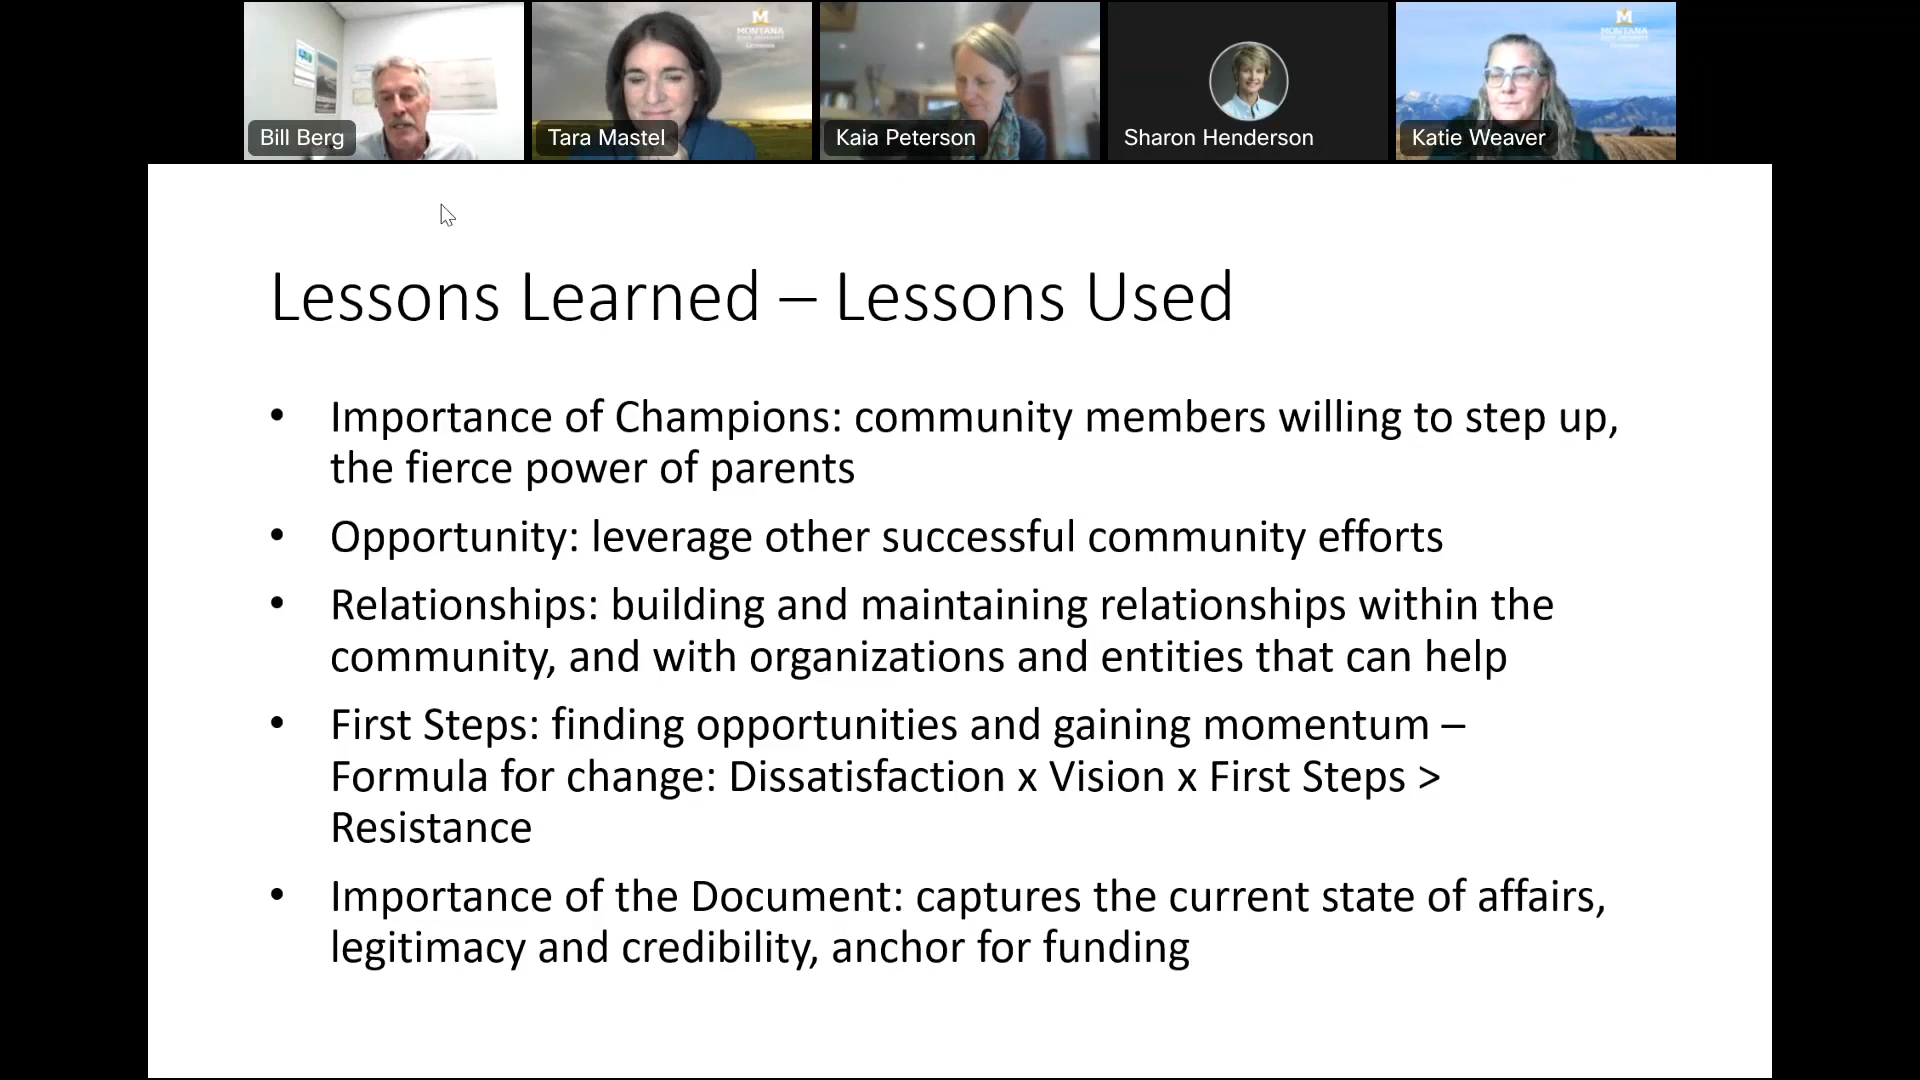 MONTANA
MONTANA
Bill Berg
Tara Mastel
Kaia Peterson
Sharon Henderson
Katie Weaver
Lessons Learned – Lessons Used
• Importance of Champions: community members willing to step up,
the fierce power of parents
• Opportunity: leverage other successful community efforts
• Relationships: building and maintaining relationships within the
community, and with organizations and entities that can help
• First Steps: finding opportunities and gaining momentum –
Formula for change: Dissatisfaction x Vision x First Steps >
Resistance
• Importance of the Document: captures the current state of affairs,
legitimacy and credibility, anchor for funding